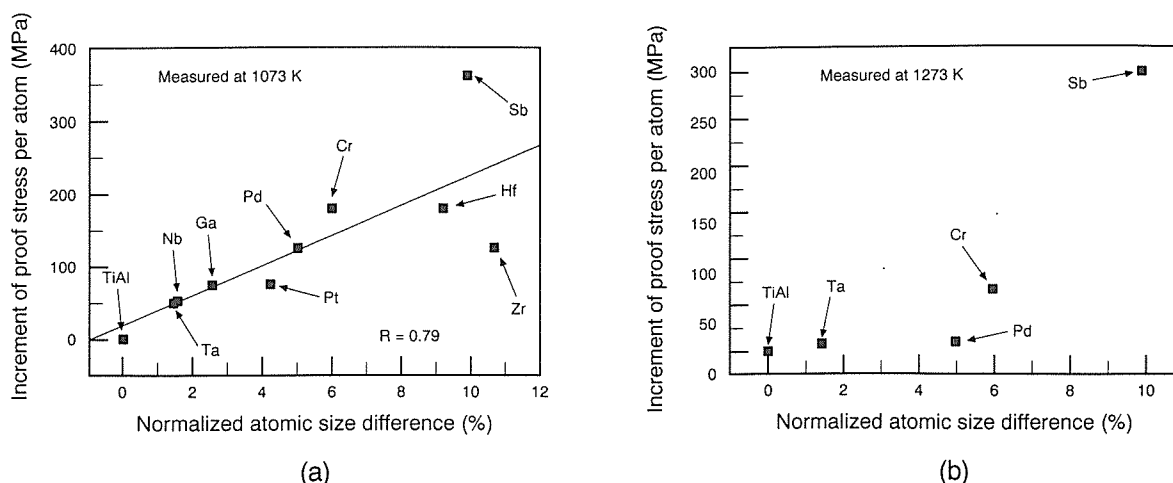 Increment of proof stress per atom (MPa)
400
300
200
100
0
Measured at 1073 K
Sb
Cr
Hf
Pd
Ga
Nb
TiAl
Pt
Zr
Ta
R = 0.79
0 2 4 6 8 10 12
Normalized atomic size difference (%)
(a)
Increment of proof stress per atom (MPa)
300
250
200
150
100
50
0
Measured at 1273 K
Sb
Cr
TiAl
Ta
Pd
0 2 4 6 8 10
Normalized atomic size difference (%)
(b)